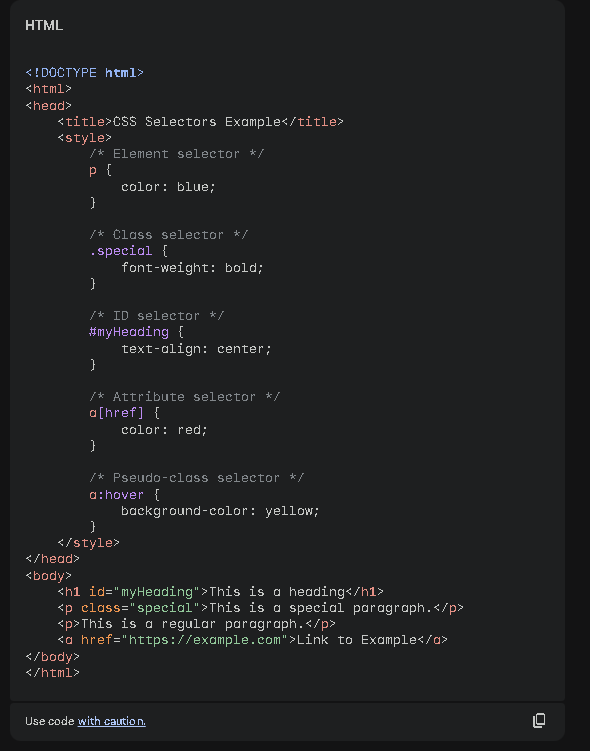 HTML
<!DOCTYPE html>
<html>
<head>
    <title>CSS Selectors Example</title>
    <style>
        /* Element selector */
        p {
            color: blue;
        }

        /* Class selector */
        .special {
            font-weight: bold;
        }

        /* ID selector */
        #myHeading {
            text-align: center;
        }

        /* Attribute selector */
        a[href] {
            color: red;
        }

        /* Pseudo-class selector */
        a:hover {
            background-color: yellow;
        }
    </style>
</head>
<body>
    <h1 id="myHeading">This is a heading</h1>
    <p class="special">This is a special paragraph.</p>
    <p>This is a regular paragraph.</p>
    <a href="https://example.com">Link to Example</a>
</body>
</html>
Use code with caution.